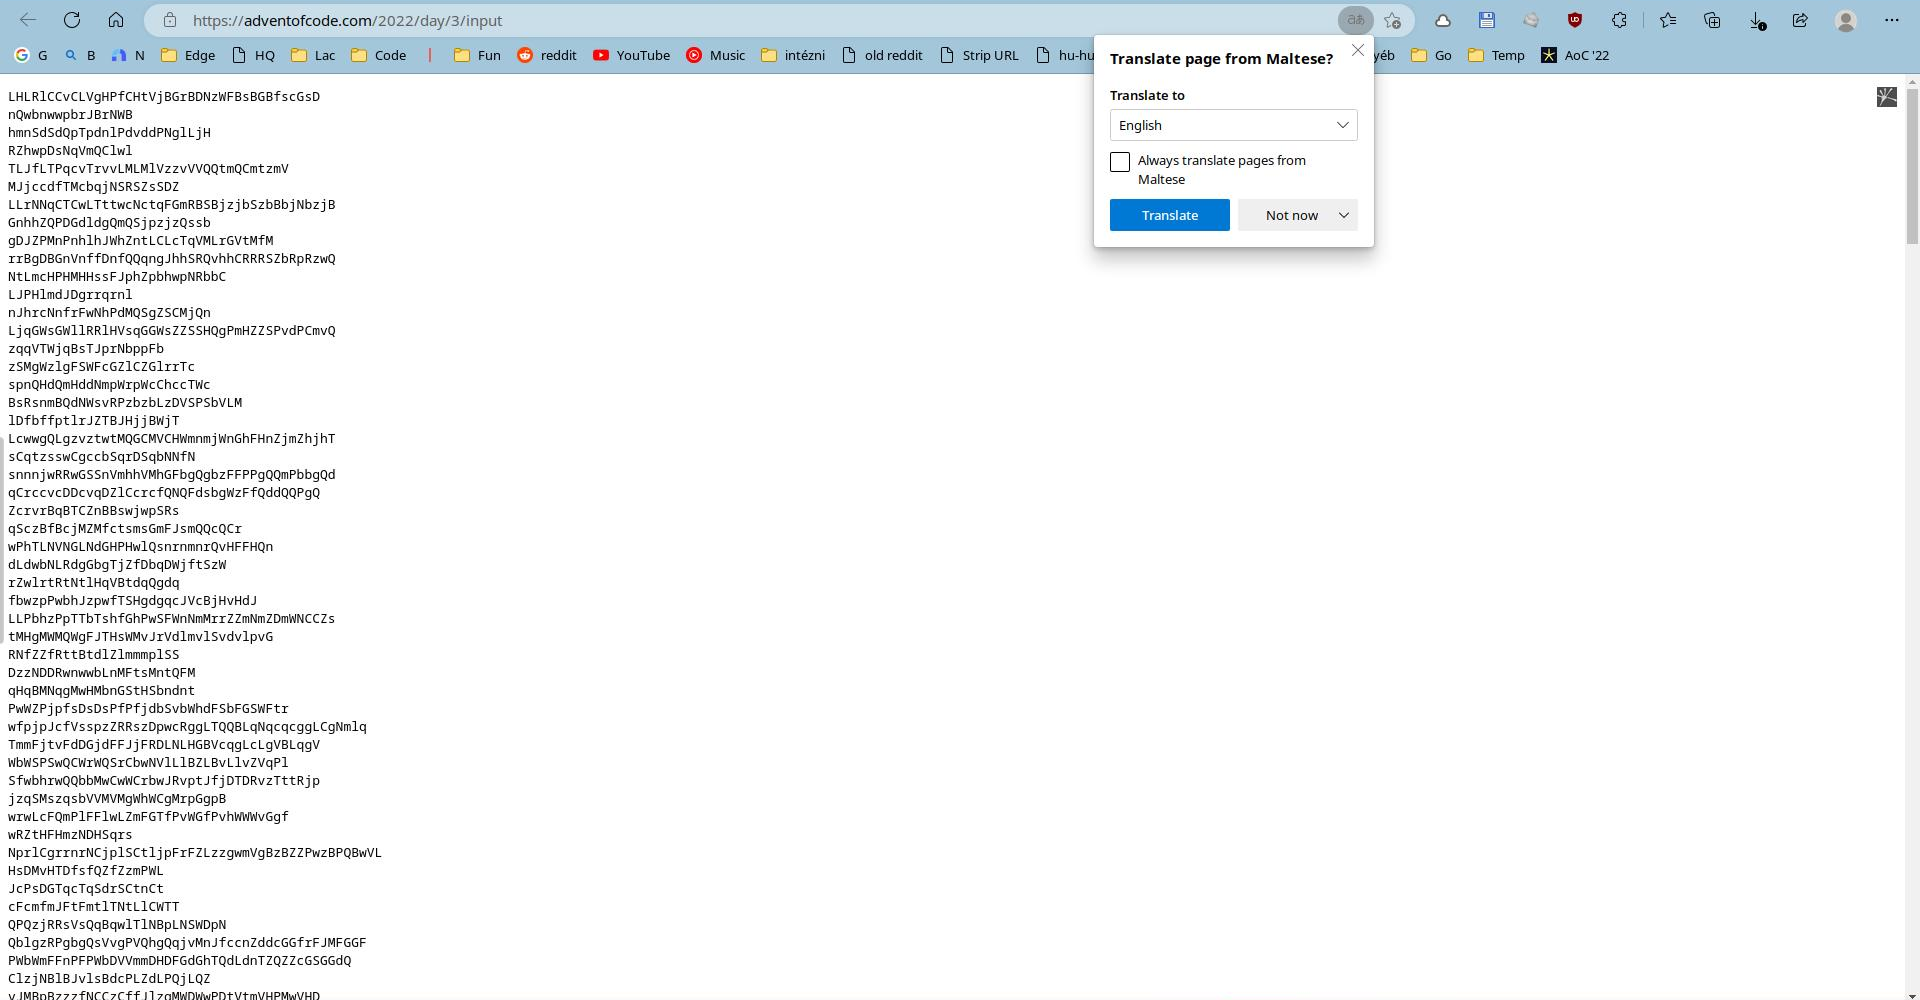 https://adventofcode.com/2022/day/3/input
G B N Edge HQ Lac Code Fun reddit YouTube Music intézni old reddit Strip URL hu-hu yéb Go Temp AoC '22
Translate page from Maltese?
Translate to
English
Always translate pages from
Maltese
Translate Not now
LHLRlCCvCLVgHPfCHtVjBGrBDNzWFBsBGBfscGsD
nQwbnwwpbrJBrNWB
hmnSdSdQpTpdnlPdvddPNglLjH
RZhwpDsNqVmQClwl
TLJfLTPqcvTrvvLMLMlVzzvVVQQtmQCmtzmV
MJjccdfTMcbqjNSRSZsSDZ
LLrNNqCTCwLTttwcNctqFGmRBSBjzjbSzbBbjNbzjB
GnhhZQPDGdldgQmQSjpzjzQssb
gDJZPMnPnhlhJWhZntLCLcTqVMLrGVtMfM
rrBgDBGnVnffDnfQQqngJhhSRQvhhCRRRSZbRpRzwQ
NtLmcHPHMHHssFJphZpbhwpNRbbC
LJPHlmdJDgrrqrnl
nJhrcNnfrFwNhPdMQSgZSCMjQn
LjqGWsGWllRRlHVsqGGWsZZSSHQgPmHZZSPvdPCmvQ
zqqVTWjqBsTJprNbppFb
zSMgWzlgFSWFcGZlCZGlrrTc
spnQHdQmHddNmpWrpWcChccTWc
BsRsnmBQdNWsvRPzbzbLzDVSPSbVLM
lDfbffptlrJZTBJHjjBWjT
LcwwgQLgzvztwtMQGCMVCHWmnmjWnGhFHnZjmZhjhT
sCqtzsswCgccbSqrDSqbNNfN
snnnjwRRwGSSnVmhhVMhGFbgQgbzFFPPgQQmPbbgQd
qCrccvcDDcvqDZlCcrcfQNQFdsbgWzFfQddQQPgQ
ZcrvrBqBTCZnBBswjwpSRs
qSczBfBcjMZMfctsmsGmFJsmQQcQCr
wPhTLNVNGLNdGHPHwlQsnrnmnrQvHFFHQn
dLdwbNLRdgGbgTjZfDbqDWjftSzW
rZwlrtRtNtlHqVBtdqQgdq
fbwzpPwbhJzpwfTSHgdgqcJVcBjHvHdJ
LLPbhzPpTTbTshfGhPwSFWnNmMrrZZmNmZDmWNCCZs
tMHgMWMQWgFJTHsWMvJrVdlmvlSvdvlpvG
RNfZZfRttBtdlZlmmmplSS
DzzNDDRwnwwbLnMFtsMntQFM
qHqBMNqgMwHMbnGStHSbndnt
PwWZPjpfsDsDsPfPfjdbSvbWhdFSbFGSWFtr
wfpjpJcfVsspzZRRszDpwcRggLTQQBLqNqcqcggLCgNmlq
TmmFjtvFdDGjdFFJjFRDLNLHGBVcqgLcLgVBLqgV
WbWSPSwQCWrWQSrCbwNVlLlBZLBvLlvZVqPl
SfwbhrwQQbbMwCwWCrbwJRvptJfjDTDRvzTttRjp
jzqSMszqsbVVMVMgWhWCgMrpGgpB
wrwLcFQmPlFFlwLZmFGTfPvWGfPvhWWWvGgf
wRZtHFHmzNDHSqrs
NprlCgrrnrNCjplSCtljpFrFZLzzgwmVgBzBZZPwzBPQBwVL
HsDMvHTDfsfQZfZzmPWL
JcPsDGTqcTqSdrSCtnCt
cFcmfmJFtFmtlTNtLlCWTT
QPQzjRRsVsQqBqwlTlNBpLNSWDpN
QblgzRPgbgQsVvgPVQhgQqjvMnJfccnZddcGGfrFJMFGGF
PWbWmFFnPFPWbDVVmmDHDFGdGhTQdLdnTZQZZcGSGGdQ
ClzjNBlBJvlsBdcPLZdLPQjLQZ
vJMBpBzzzfNCCzCffJlzgMWDWwPDtVtmVHPMwVHD